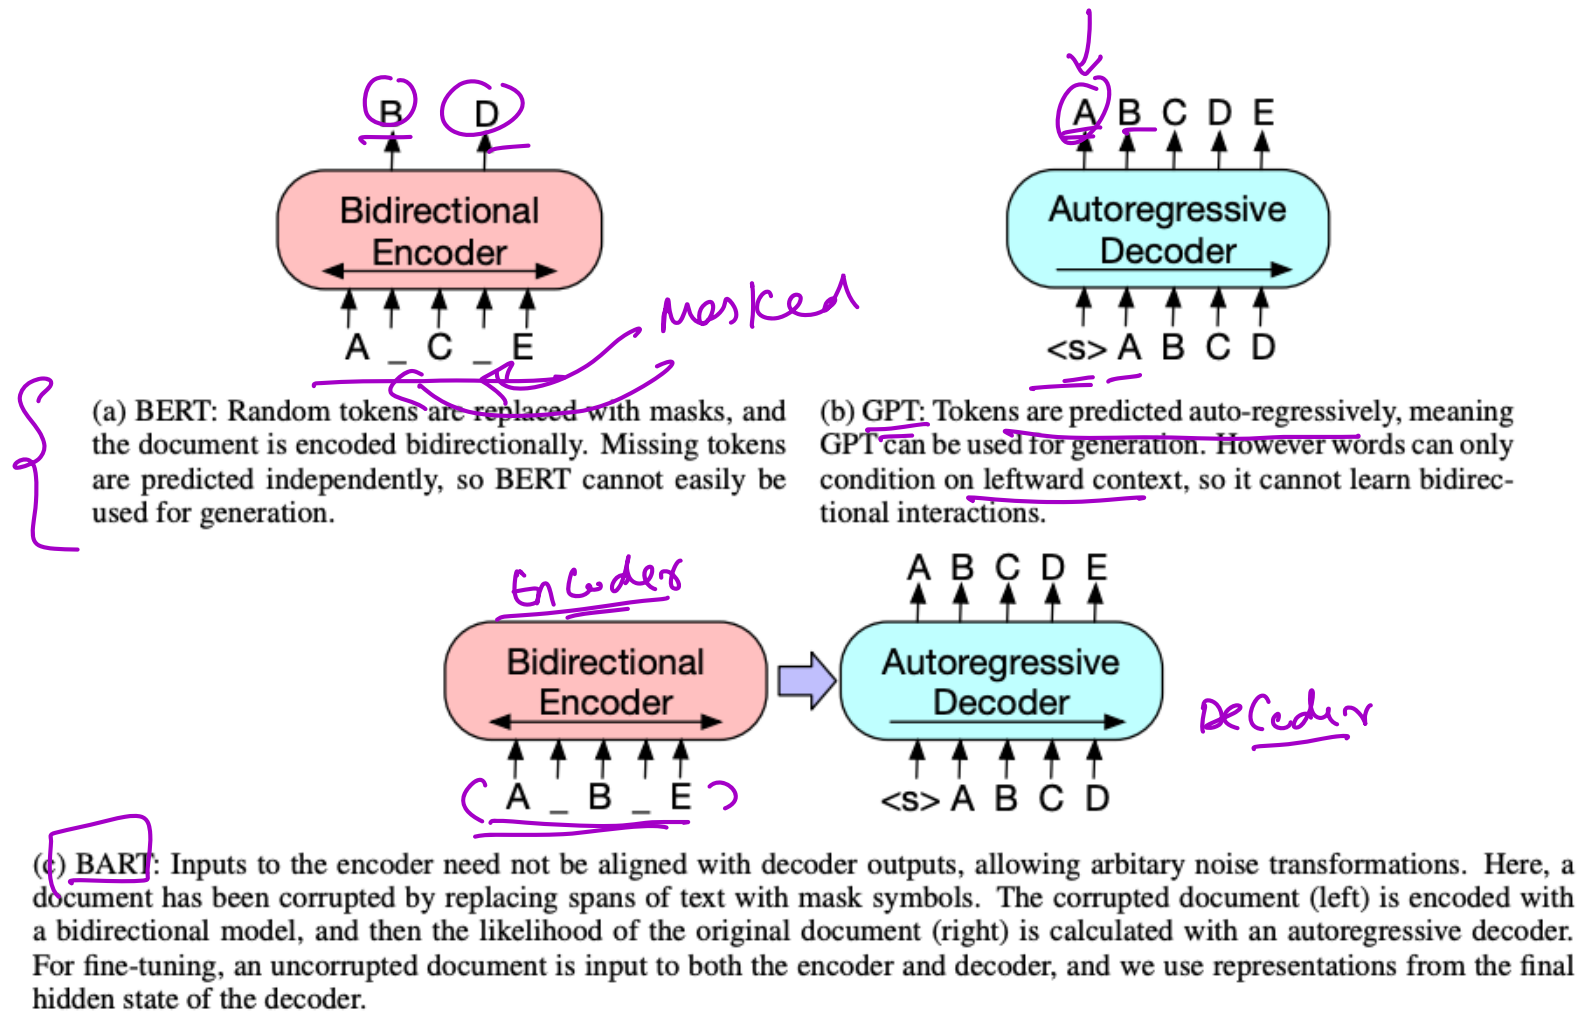 B D
Bidirectional
Encoder
A _ C _ E
Masked
(a) BERT: Random tokens are replaced with masks, and
the document is encoded bidirectionally. Missing tokens
are predicted independently, so BERT cannot easily be
used for generation.
A B C D E
Autoregressive
Decoder
<s> A B C D
(b) GPT: Tokens are predicted auto-regressively, meaning
GPT can be used for generation. However words can only
condition on leftward context, so it cannot learn bidirec-
tional interactions.
Encoder
Bidirectional
Encoder
A _ B _ E
A B C D E
Autoregressive
Decoder
<s> A B C D
Decoder
(c) BART: Inputs to the encoder need not be aligned with decoder outputs, allowing arbitary noise transformations. Here, a
document has been corrupted by replacing spans of text with mask symbols. The corrupted document (left) is encoded with
a bidirectional model, and then the likelihood of the original document (right) is calculated with an autoregressive decoder.
For fine-tuning, an uncorrupted document is input to both the encoder and decoder, and we use representations from the final
hidden state of the decoder.